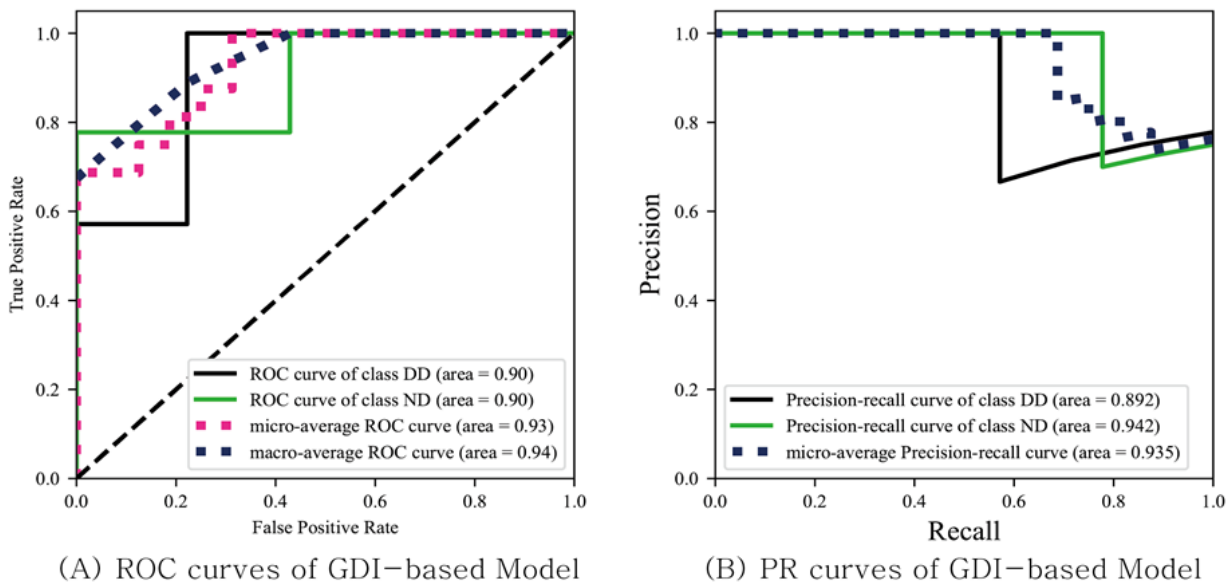 1.0
0.8
0.6
0.4
0.2
0.0
True Positive Rate
ROC curve of class DD (area = 0.90)
ROC curve of class ND (area = 0.90)
micro-average ROC curve (area = 0.93)
macro-average ROC curve (area = 0.94)
0.0 0.2 0.4 0.6 0.8 1.0
False Positive Rate
(A) ROC curves of GDI-based Model
1.0
0.8
0.6
0.4
0.2
0.0
Precision
Precision-recall curve of class DD (area = 0.892)
Precision-recall curve of class ND (area = 0.942)
micro-average Precision-recall curve (area = 0.935)
0.0 0.2 0.4 0.6 0.8 1.0
Recall
(B) PR curves of GDI-based Model